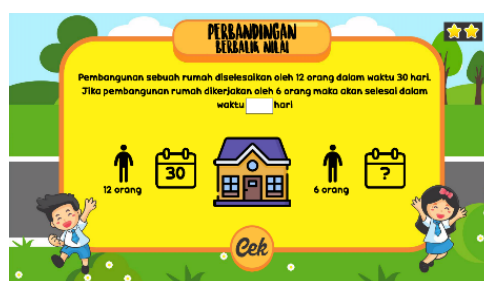 PERBANDINGAN
BERBALIK NILAI
Pembangunan sebuah rumah diselesaikan oleh 12 orang dalam waktu 30 hari.
Jika pembangunan rumah dikerjakan oleh 6 orang maka akan selesai dalam
waktu hari
30
?
12 orang
6 orang
Cek